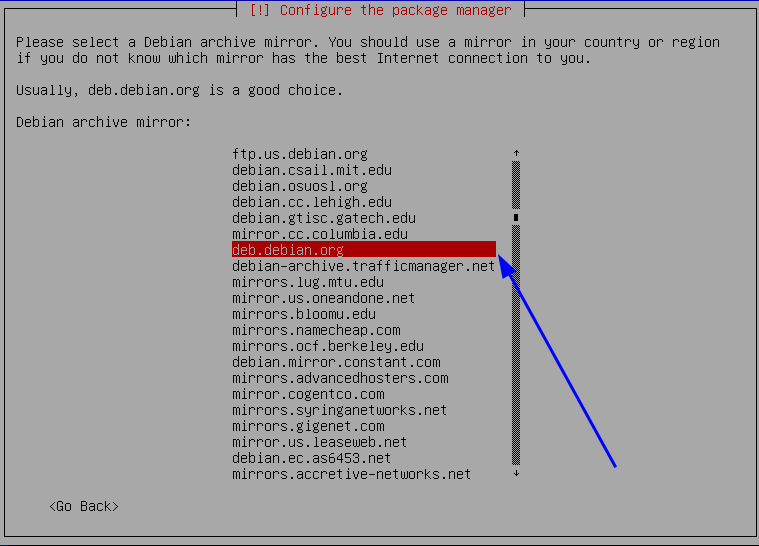 [!] Configure the package manager
Please select a Debian archive mirror. You should use a mirror in your country or region
if you do not know which mirror has the best Internet connection to you.
Usually, deb.debian.org is a good choice.
Debian archive mirror:
ftp.us.debian.org
debian.csail.mit.edu
debian.osuosl.org
debian.cc.lehigh.edu
debian.gtisc.gatech.edu
mirror.cc.columbia.edu
deb.debian.org
debian-archive.trafficmanager.net
mirrors.lug.mtu.edu
mirror.us.oneandone.net
mirrors.bloomu.edu
mirrors.namecheap.com
mirrors.ocf.berkeley.edu
debian.mirror.constant.com
mirrors.advancedhosters.com
mirror.cogentco.com
mirrors.syringanetworks.net
mirrors.gigenet.com
mirror.us.leaseweb.net
debian.ec.as6453.net
mirrors.accretive-networks.net
<Go Back>